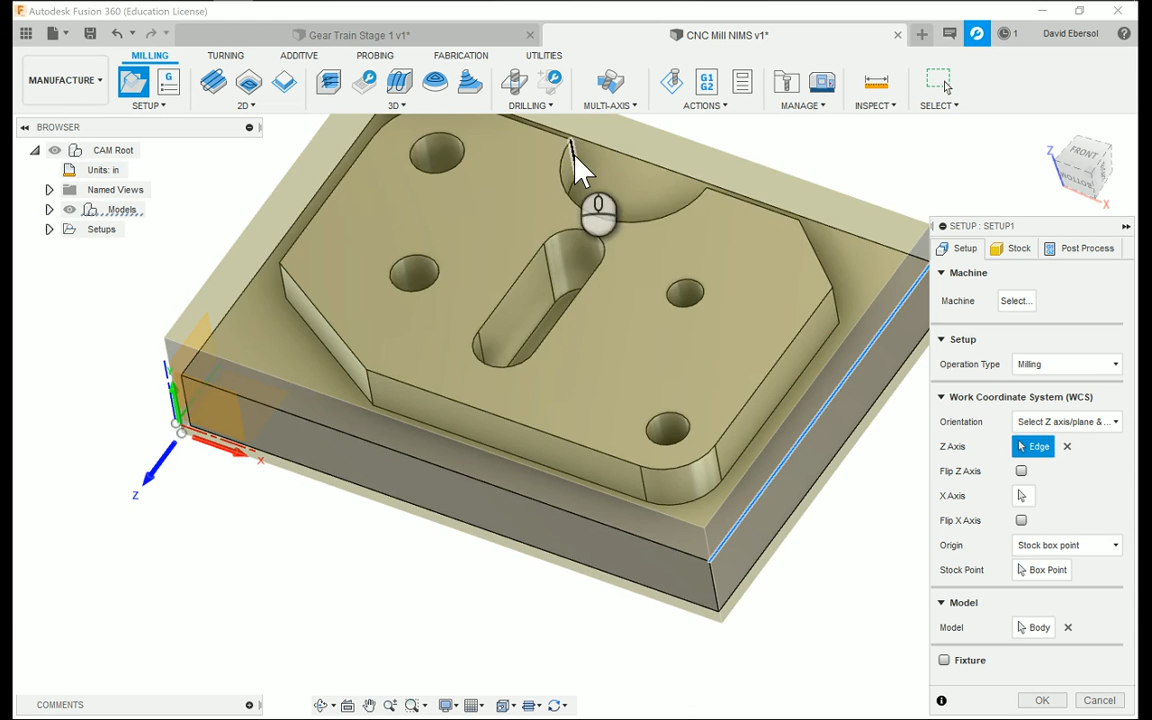 Autodesk Fusion 360 (Education License)
Gear Train Stage 1 v1*
CNC Mill NIMS v1*
1
David Ebersol
MANUFACTURE
MILLING
TURNING
ADDITIVE
PROBING
FABRICATION
UTILITIES
G
G1
G2
SETUP
2D
3D
DRILLING
MULTI-AXIS
ACTIONS
MANAGE
INSPECT
SELECT
BROWSER
CAM Root
Units: in
Named Views
Models
Setups
FRONT
BOTTOM
Z
X
Y
X
Z
SETUP : SETUP1
Setup
Stock
Post Process
Machine
Machine
Select...
Setup
Operation Type
Milling
Work Coordinate System (WCS)
Orientation
Select Z axis/plane & ...
Z Axis
Edge
Flip Z Axis
X Axis
Flip X Axis
Origin
Stock box point
Stock Point
Box Point
Model
Model
Body
Fixture
OK
Cancel
COMMENTS